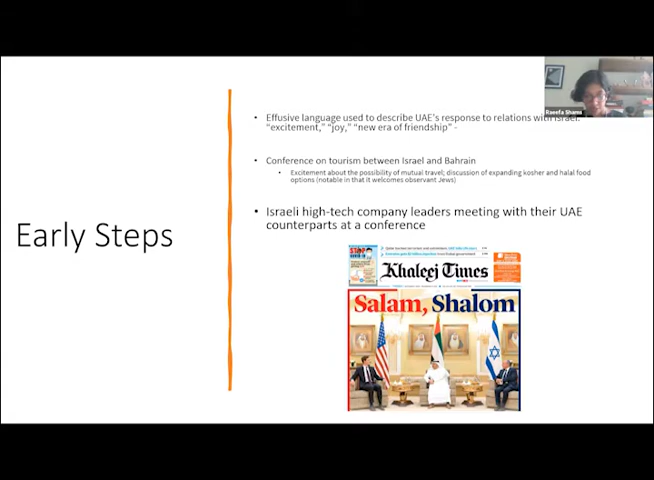 Raeefa Shams
• Effusive language used to describe UAE's response to relations with Israel:
"excitement," "joy," "new era of friendship" -
• Conference on tourism between Israel and Bahrain
• Excitement about the possibility of mutual travel; discussion of expanding kosher and halal food
options (notable in that it welcomes observant Jews)
• Israeli high-tech company leaders meeting with their UAE
counterparts at a conference
Early Steps
Khaleej Times
Salam, Shalom